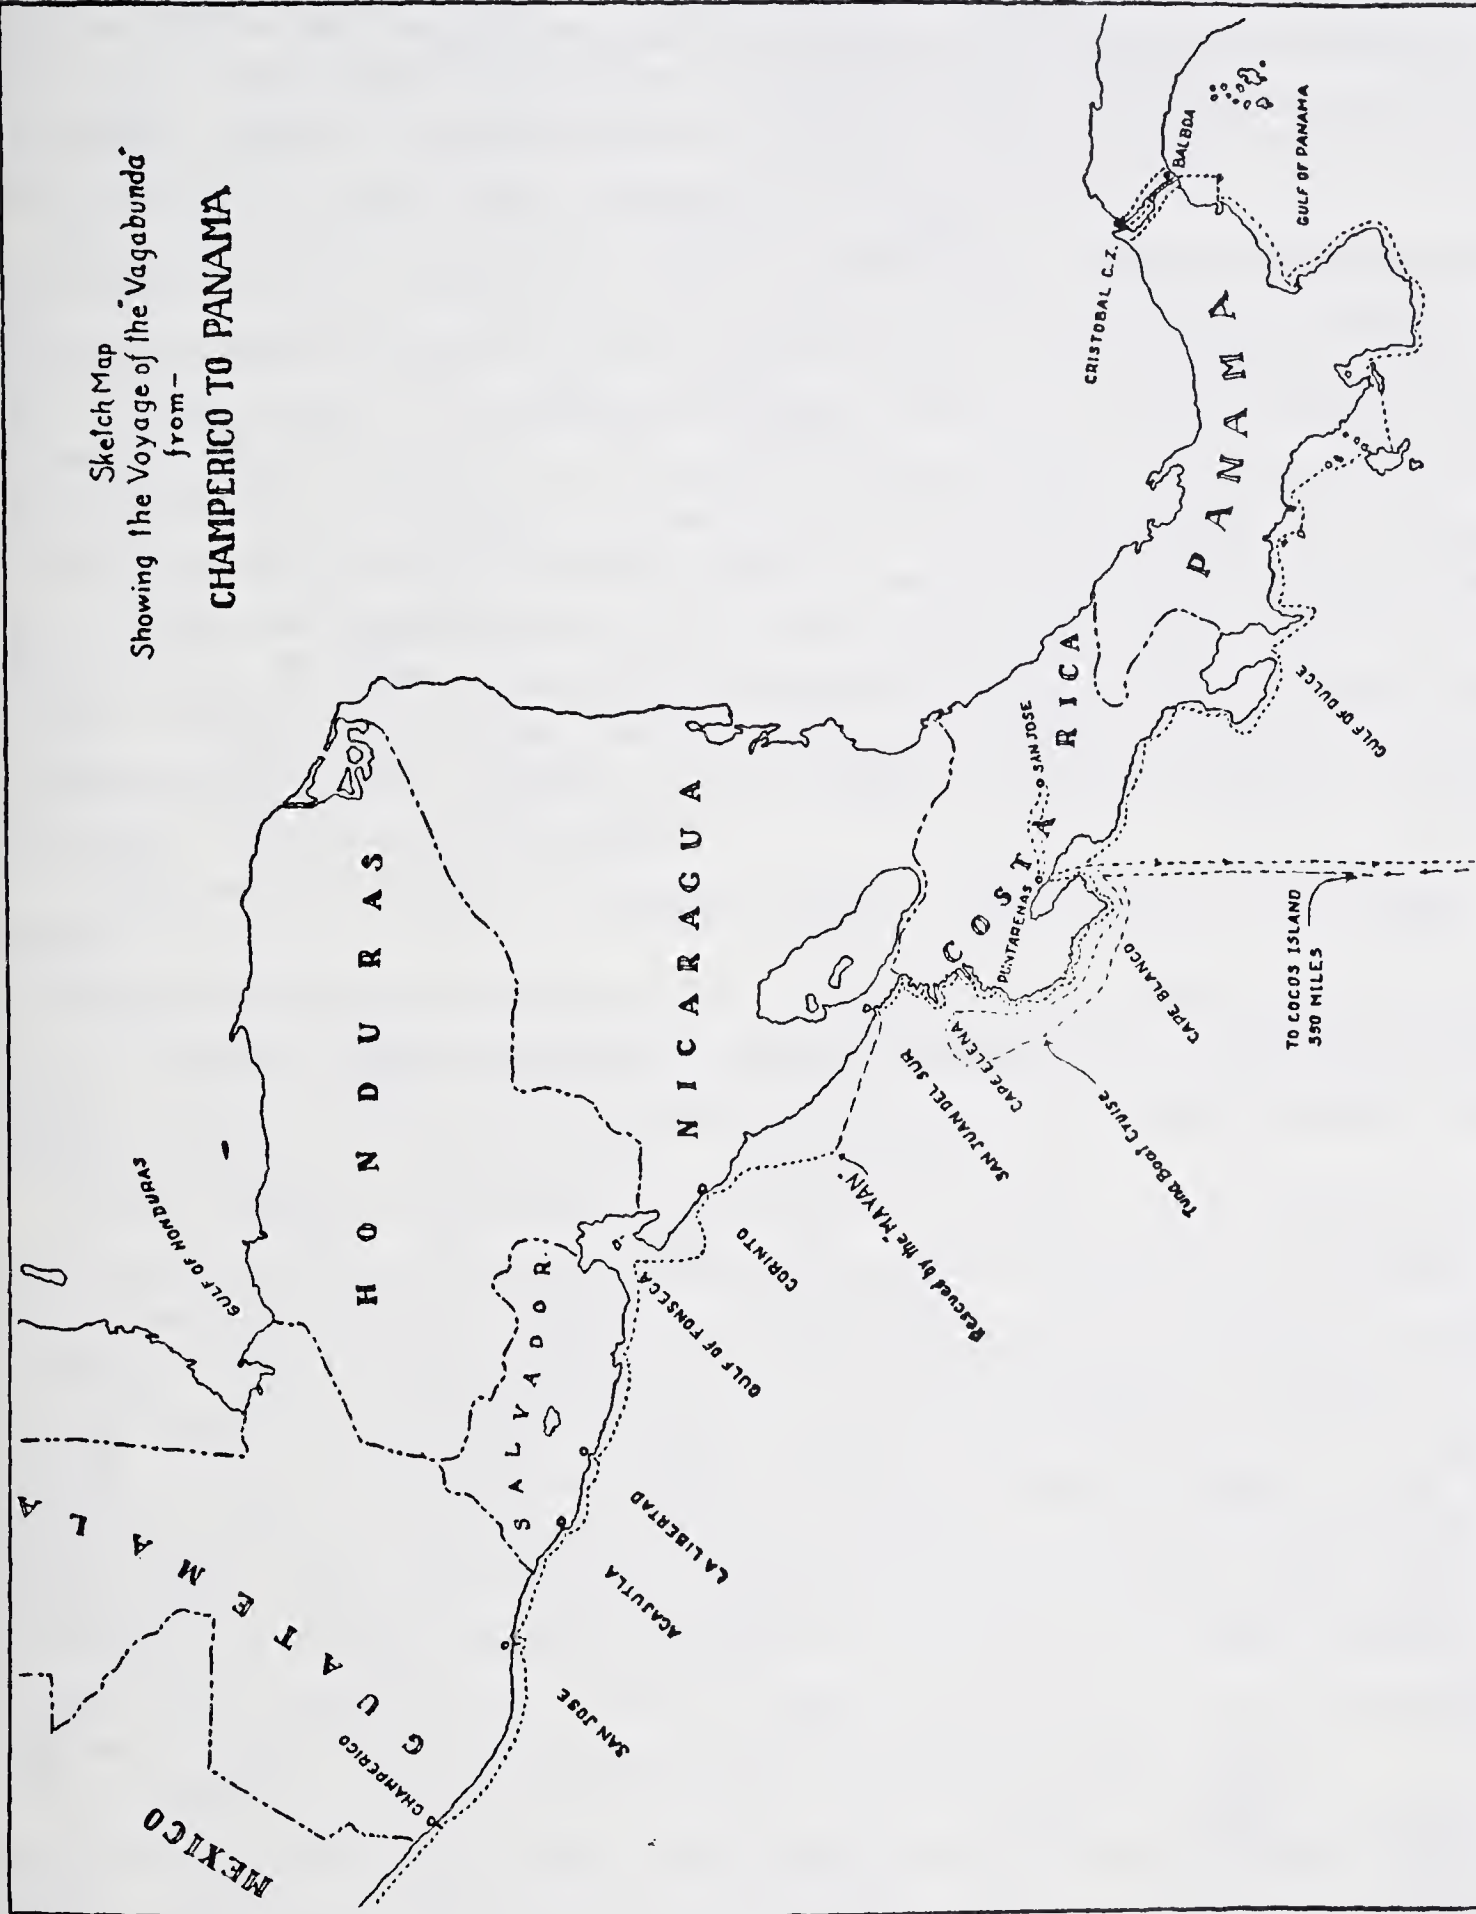 Sketch Map
Showing the Voyage of the "Vagabunda"
from-
CHAMPERICO TO PANAMA
MEXICO
GUATEMALA
CHAMPERICO
SAN JOSE
ACAJUTLA
LA LIBERTAD
SALVADOR
GULF OF HONDURAS
HONDURAS
GULF OF FONSECA
CORINTO
NICARAGUA
Rescued by the "MAYAN"
SAN JUAN DEL SUR
CAPE ELENA
Tuna Boat Cruise
CAPE BLANCO
PUNTARENAS
SAN JOSE
COSTA RICA
TO COCOS ISLAND
350 MILES
GULF OF DULCE
PANAMA
CRISTOBAL C.Z.
BALBOA
GULF OF PANAMA